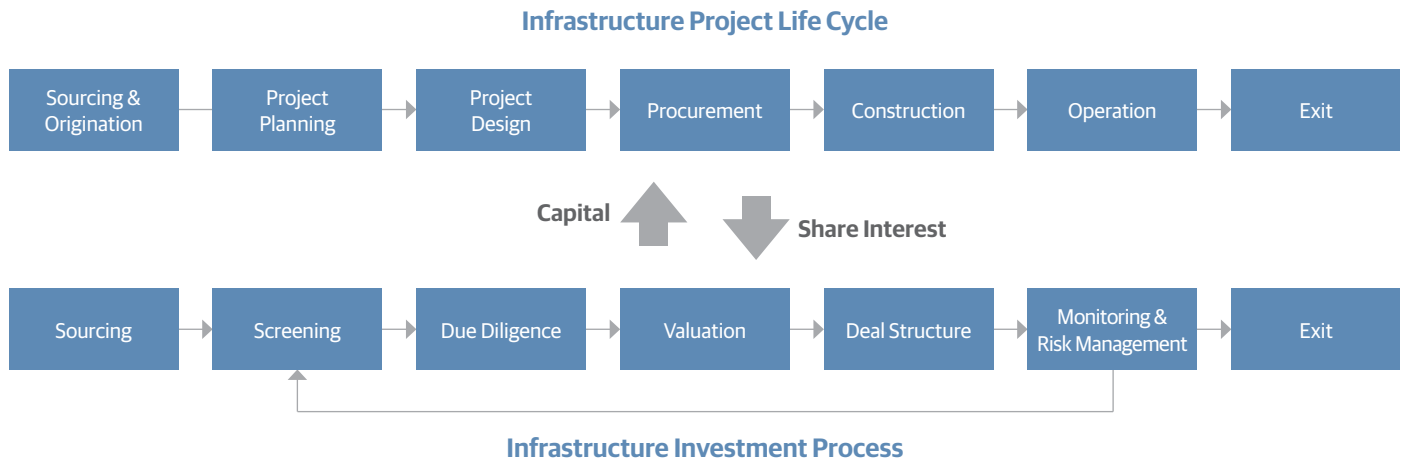 Infrastructure Project Life Cycle
Sourcing &
Origination
Project
Planning
Project
Design
Procurement
Construction
Operation
Exit
Capital
Share Interest
Sourcing
Screening
Due Diligence
Valuation
Deal Structure
Monitoring &
Risk Management
Exit
Infrastructure Investment Process